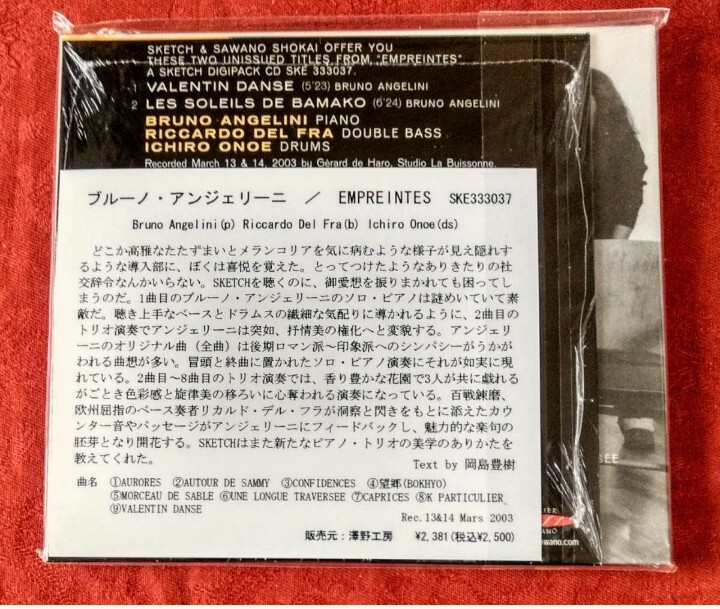 SKETCH & SAWANO SHOKAI OFFER YOU
THESE TWO UNISSUED TITLES FROM "EMPREINTES"
A SKETCH DIGIPACK CD SKE 333037.
1 VALENTIN DANSE (5'23) BRUNO ANGELINI
2 LES SOLEILS DE BAMAKO (6'24) BRUNO ANGELINI
BRUNO ANGELINI PIANO
RICCARDO DEL FRA DOUBLE BASS
ICHIRO ONOE DRUMS
Recorded March 13 & 14, 2003 by Gérard de Haro, Studio La Buissonne.
ブルーノ・アンジェリーニ / EMPREINTES SKE333037
Bruno Angelini(p) Riccardo Del Fra(b) Ichiro Onoe(ds)
どこか高雅なたたずまいとメランコリアを気に病むような様子が見え隠れす
るような導入部に、ぼくは喜悦を覚えた。とってつけたようなありきたりの社
交辞令なんかいらない。SKETCHを聴くのに、御愛想を振りまかれても困ってし
まうのだ。1曲目のブルーノ・アンジェリーニのソロ・ピアノは謎めいていて素
敵だ。聴き上手なベースとドラムスの繊細な気配りに導かれるように、2曲目の
トリオ演奏でアンジェリーニは突如、抒情美の権化へと変貌する。アンジェリ
ーニのオリジナル曲（全曲）は後期ロマン派〜印象派へのシンパシーがうかが
われる曲想が多い。冒頭と終曲に置かれたソロ・ピアノ演奏にそれが如実に現
れている。2曲目〜8曲目のトリオ演奏では、香り豊かな花園で3人が共に戯れる
がごとき色彩感と旋律美の移ろいに心奪われる演奏になっている。百戦錬磨、
欧州屈指のベース奏者リカルド・デル・フラが洞察と閃きをもとに添えたカウ
ンター音やパッセージがアンジェリーニにフィードバックし、魅力的な楽句の
胚芽となり開花する。SKETCHはまた新たなピアノ・トリオの美学のありかたを
教えてくれた。
Text by 岡島豊樹
曲名 ①AURORES ②AUTOUR DE SAMMY ③CONFIDENCES ④望郷(BOKHYO)
⑤MORCEAU DE SABLE ⑥UNE LONGUE TRAVERSEE ⑦CAPRICES ⑧K PARTICULIER
⑨VALENTIN DANSE
Rec. 13&14 Mars 2003
販売元：澤野工房 ¥2,381(税込¥2,500)